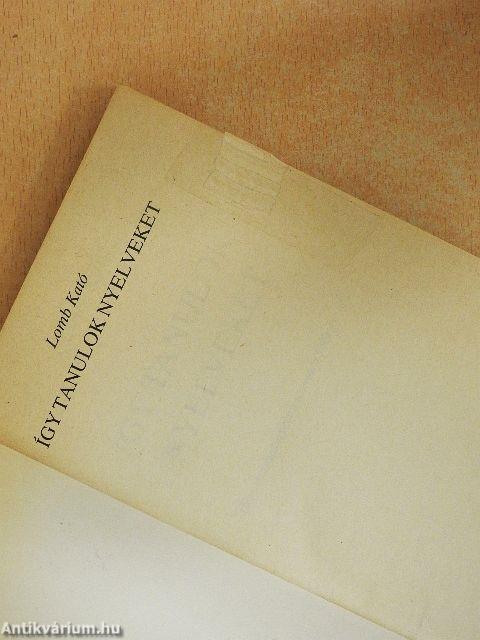 Lomb Kató
ÍGY TANULOK NYELVEKET
Antikvárium.hu